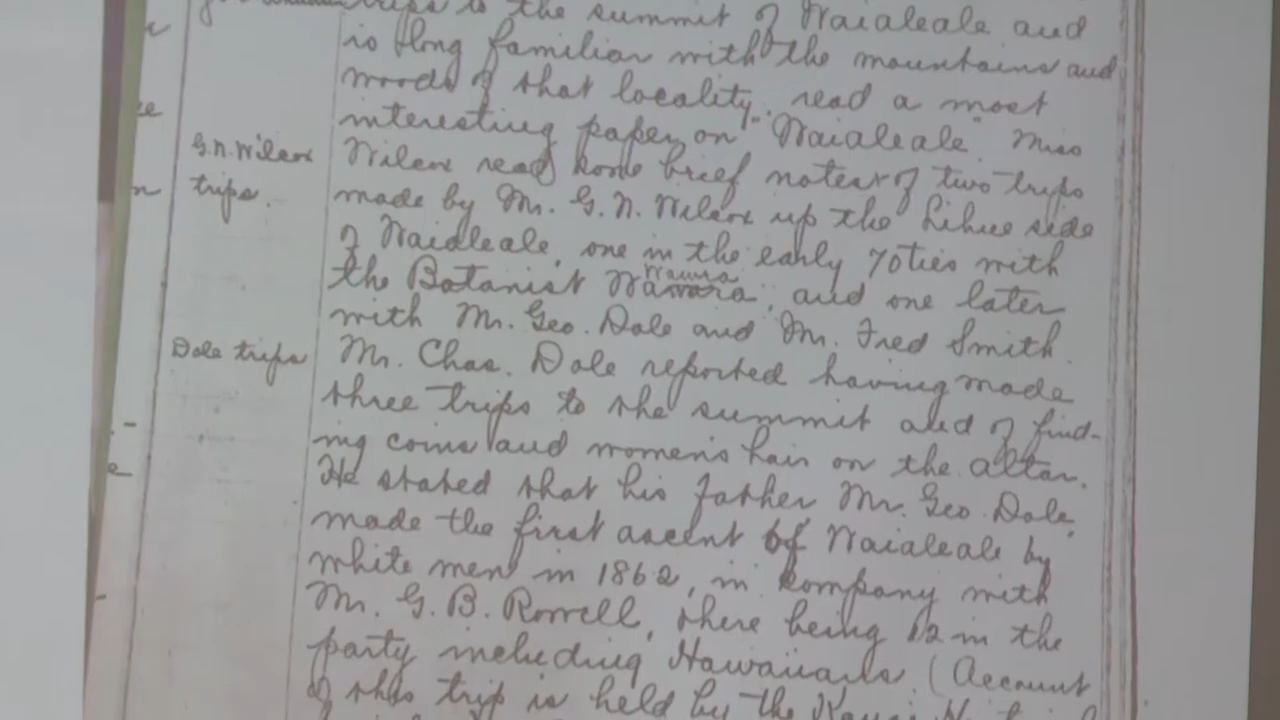 trips to the summit of Waialeale and
is long familiar with the mountains and
moods of that locality, read a most
interesting paper on "Waialeale". Miss
G.N. Wilcox
trips.
Wilcox read some brief notes of two trips
made by Mr. G. N. Wilcox up the Lihue side
of Waialeale, one in the early 70ties with
the Botanist Wawra, and one later
with Mr. Geo. Dole and Mr. Fred Smith.
Dole trips
Mr. Chas. Dole reported having made
three trips to the summit and of find-
ing coins and women's hair on the altar.
He stated that his father Mr. Geo. Dole,
made the first ascent of Waialeale by
white men in 1862, in company with
Mr. G. B. Rowell, there being 12 in the
party including Hawaiians. (Account
of this trip is held by the Kauai